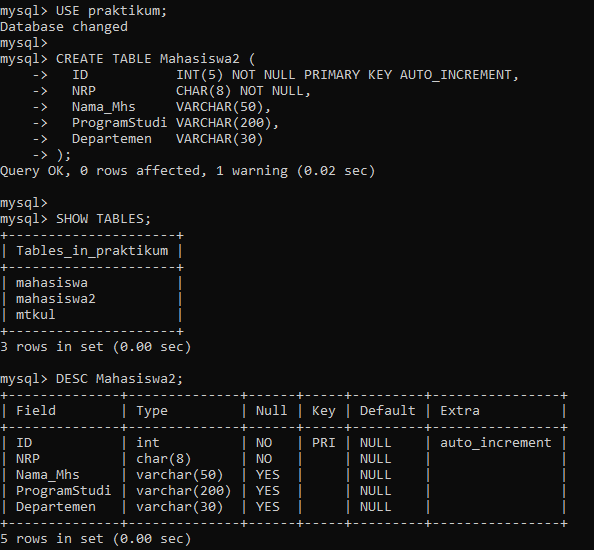 mysql> USE praktikum;
Database changed
mysql>
mysql> CREATE TABLE Mahasiswa2 (
    ->   ID           INT(5) NOT NULL PRIMARY KEY AUTO_INCREMENT,
    ->   NRP          CHAR(8) NOT NULL,
    ->   Nama_Mhs     VARCHAR(50),
    ->   ProgramStudi VARCHAR(200),
    ->   Departemen   VARCHAR(30)
    -> );
Query OK, 0 rows affected, 1 warning (0.02 sec)

mysql>
mysql> SHOW TABLES;
+---------------------+
| Tables_in_praktikum |
+---------------------+
| mahasiswa           |
| mahasiswa2          |
| mtkul               |
+---------------------+
3 rows in set (0.00 sec)

mysql> DESC Mahasiswa2;
+--------------+--------------+------+-----+---------+----------------+
| Field        | Type         | Null | Key | Default | Extra          |
+--------------+--------------+------+-----+---------+----------------+
| ID           | int          | NO   | PRI | NULL    | auto_increment |
| NRP          | char(8)      | NO   |     | NULL    |                |
| Nama_Mhs     | varchar(50)  | YES  |     | NULL    |                |
| ProgramStudi | varchar(200) | YES  |     | NULL    |                |
| Departemen   | varchar(30)  | YES  |     | NULL    |                |
+--------------+--------------+------+-----+---------+----------------+
5 rows in set (0.00 sec)